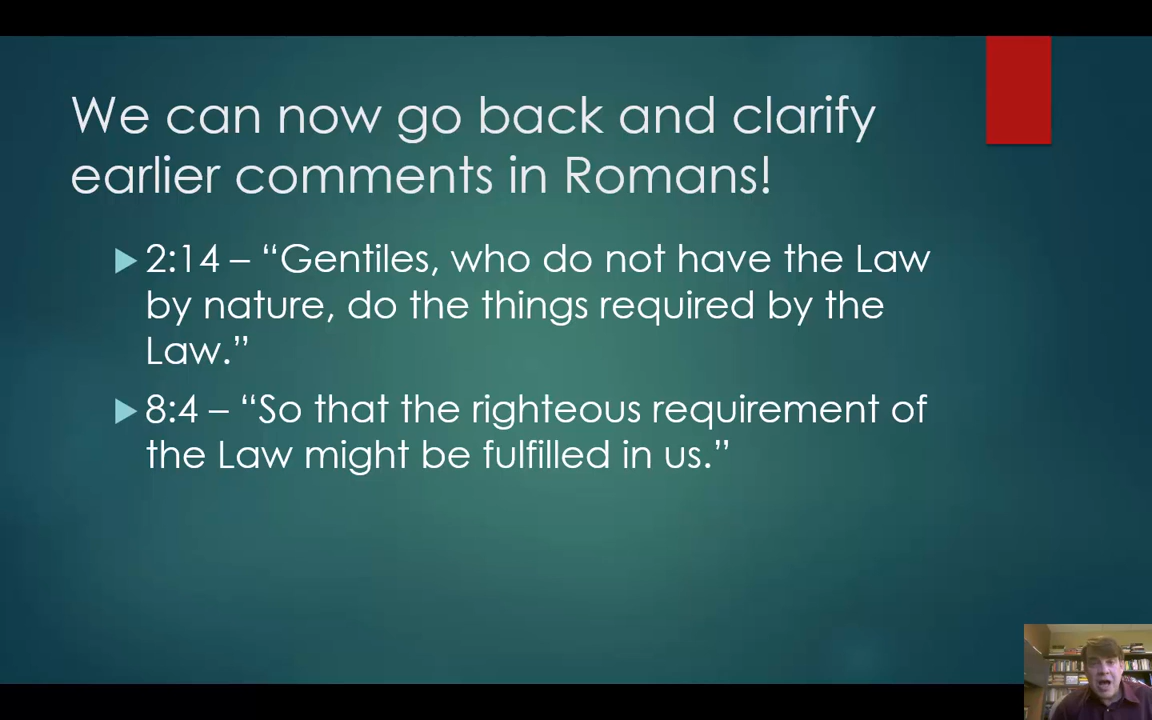 We can now go back and clarify
earlier comments in Romans!
2:14 – “Gentiles, who do not have the Law
by nature, do the things required by the
Law.”
8:4 – “So that the righteous requirement of
the Law might be fulfilled in us.”